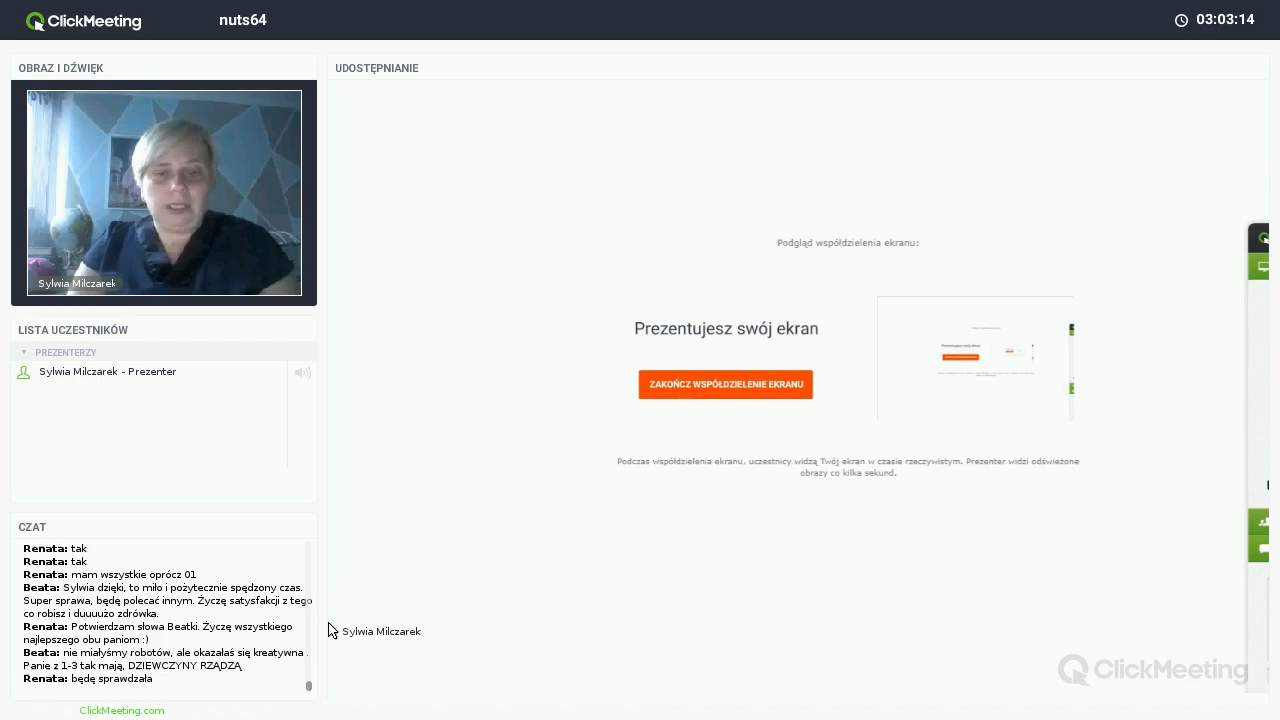 ClickMeeting
nuts64
03:03:14
OBRAZ I DŹWIĘK
Sylwia Milczarek
LISTA UCZESTNIKÓW
PREZENTERZY
Sylwia Milczarek - Prezenter
CZAT
Renata: tak
Renata: tak
Renata: mam wszystkie oprócz 01
Beata: Sylwia dzięki, to miło i pożytecznie spędzony czas.
Super sprawa, będę polecać innym. Życzę satysfakcji z tego
co robisz i duuuużo zdrówka.
Renata: Potwierdzam słowa Beatki. Życzę wszystkiego
najlepszego obu paniom :)
Beata: nie miałyśmy robotów, ale okazałaś się kreatywna .
Panie z 1-3 tak mają, DZIEWCZYNY RZĄDZĄ
Renata: będę sprawdzała
ClickMeeting.com
UDOSTĘPNIANIE
Podgląd współdzielenia ekranu:
Prezentujesz swój ekran
ZAKOŃCZ WSPÓŁDZIELENIE EKRANU
Podczas współdzielenia ekranu, uczestnicy widzą Twój ekran w czasie rzeczywistym. Prezenter widzi odświeżone
obrazy co kilka sekund.
Sylwia Milczarek
ClickMeeting